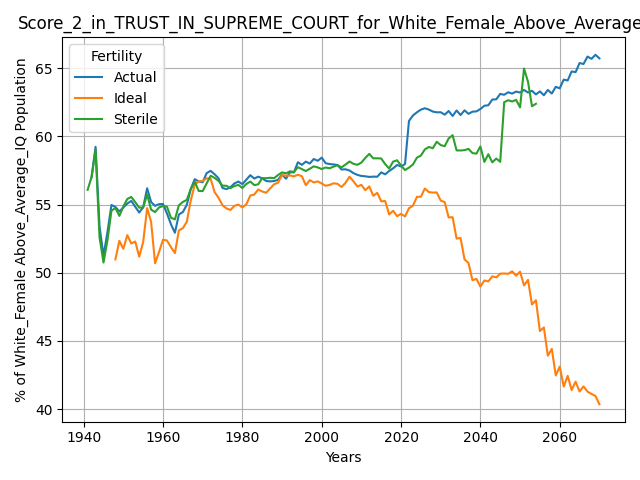 Score_2_in_TRUST_IN_SUPREME_COURT_for_White_Female_Above_Average
Fertility
Actual
Ideal
Sterile
% of White_Female Above_Average_IQ Population
65
60
55
50
45
40
1940 1960 1980 2000 2020 2040 2060
Years